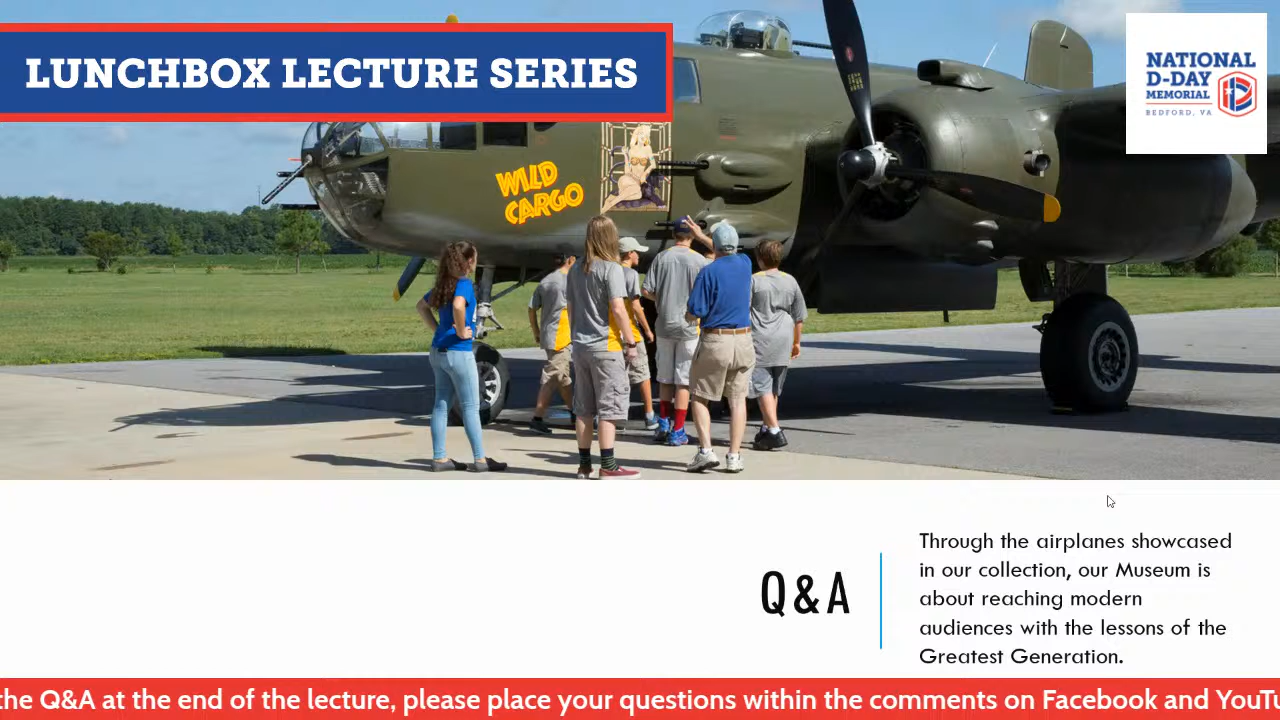 LUNCHBOX LECTURE SERIES
NATIONAL
D-DAY
MEMORIAL
BEDFORD, VA
WILD
CARGO
Q&A
Through the airplanes showcased
in our collection, our Museum is
about reaching modern
audiences with the lessons of the
Greatest Generation.
the Q&A at the end of the lecture, please place your questions within the comments on Facebook and YouTu